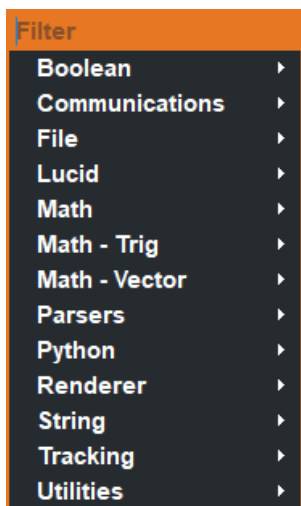 Filter
Boolean
Communications
File
Lucid
Math
Math - Trig
Math - Vector
Parsers
Python
Renderer
String
Tracking
Utilities